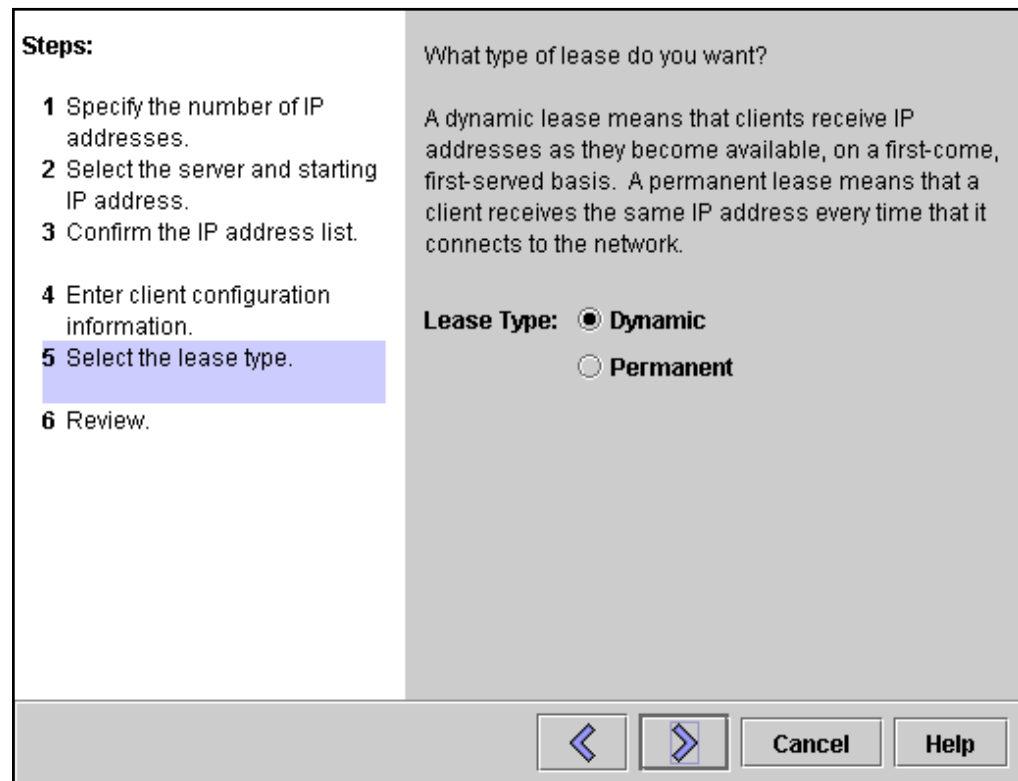 Steps:
1 Specify the number of IP
addresses.
2 Select the server and starting
IP address.
3 Confirm the IP address list.
4 Enter client configuration
information.
5 Select the lease type.
6 Review.
What type of lease do you want?
A dynamic lease means that clients receive IP
addresses as they become available, on a first-come,
first-served basis. A permanent lease means that a
client receives the same IP address every time that it
connects to the network.
Lease Type: Dynamic
Permanent
Cancel Help